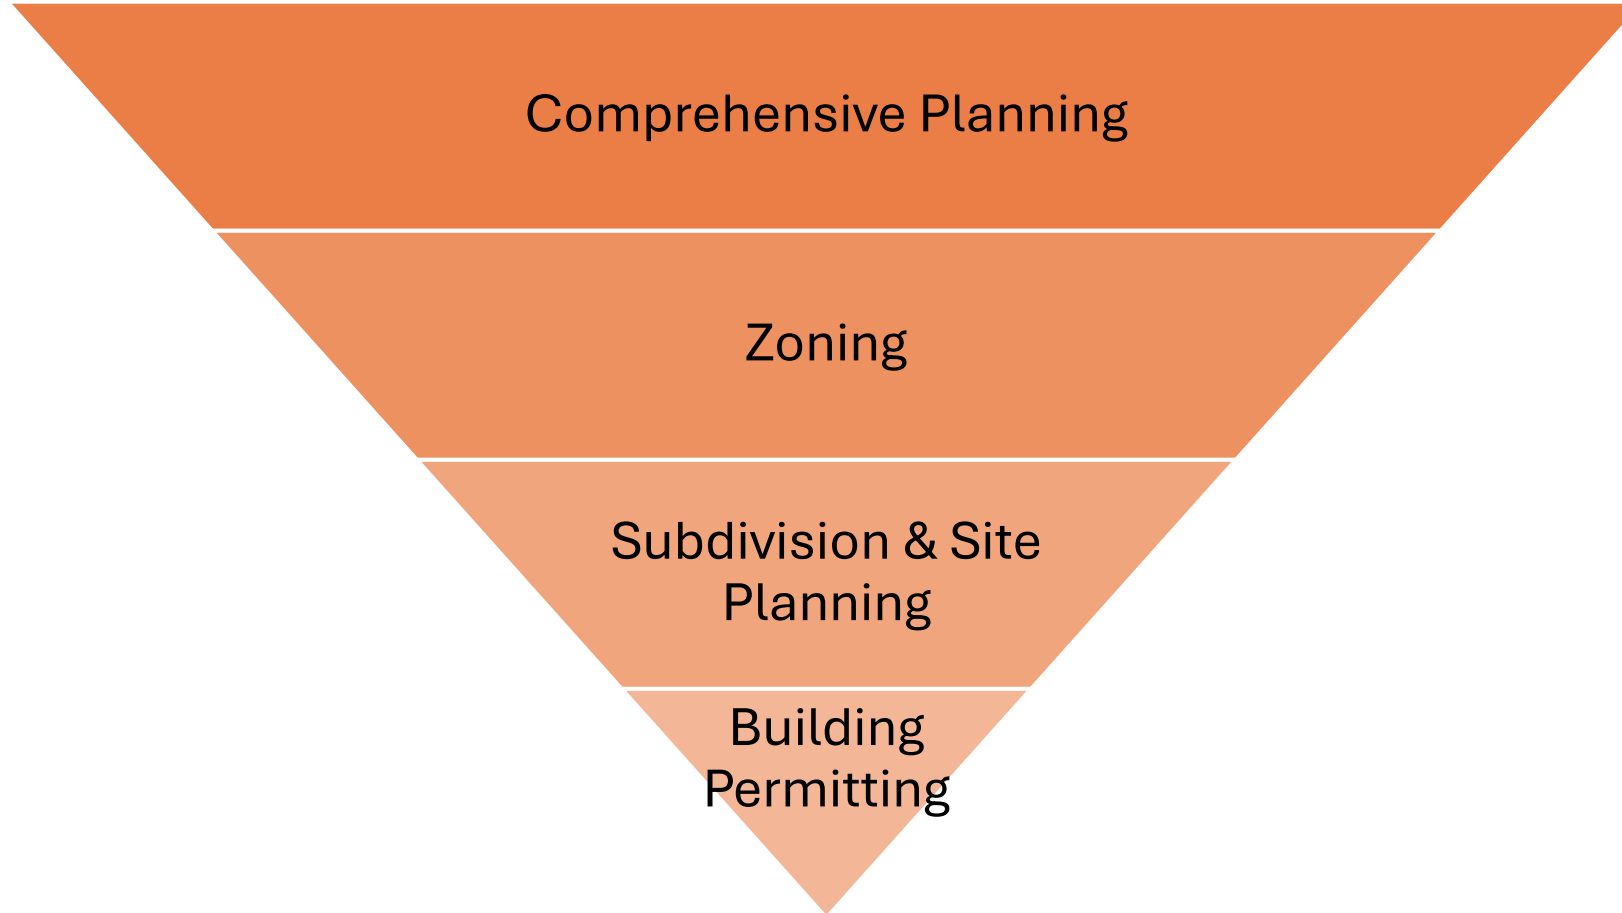 Comprehensive Planning
Zoning
Subdivision & Site
Planning
Building
Permitting